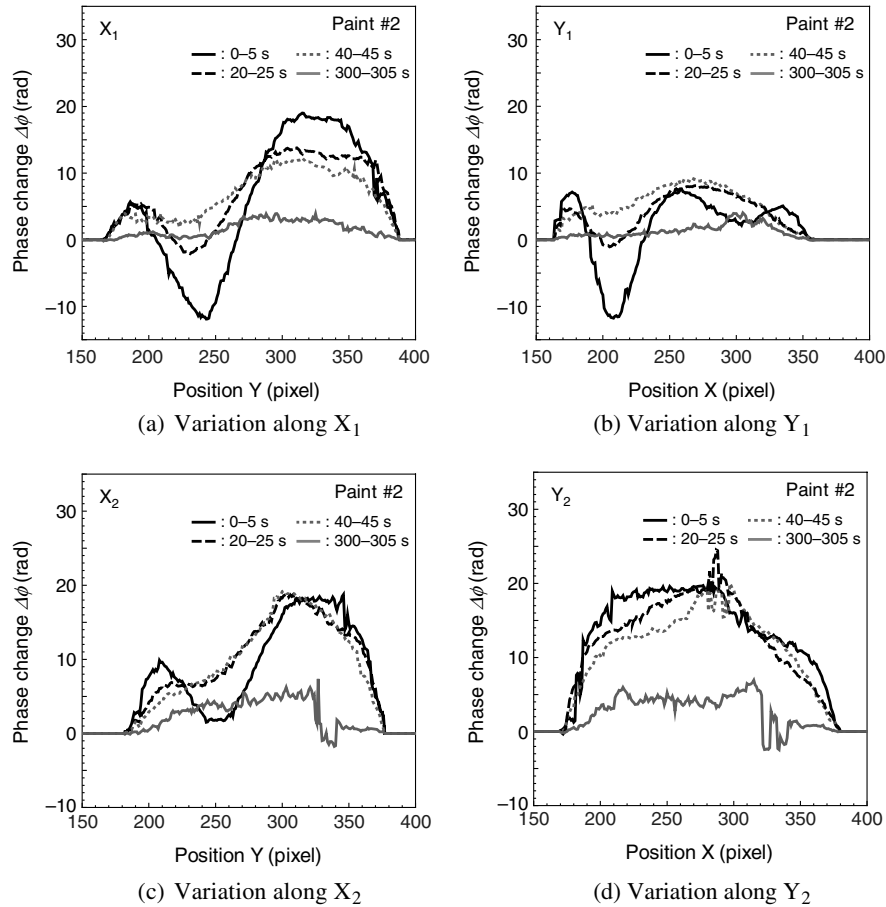 X1 Paint #2
: 0–5 s : 40–45 s
: 20–25 s : 300–305 s
Phase change Δϕ (rad)
30
20
10
0
−10
150 200 250 300 350 400
Position Y (pixel)
(a) Variation along X1
Y1 Paint #2
: 0–5 s : 40–45 s
: 20–25 s : 300–305 s
Phase change Δϕ (rad)
30
20
10
0
−10
150 200 250 300 350 400
Position X (pixel)
(b) Variation along Y1
X2 Paint #2
: 0–5 s : 40–45 s
: 20–25 s : 300–305 s
Phase change Δϕ (rad)
30
20
10
0
−10
150 200 250 300 350 400
Position Y (pixel)
(c) Variation along X2
Y2 Paint #2
: 0–5 s : 40–45 s
: 20–25 s : 300–305 s
Phase change Δϕ (rad)
30
20
10
0
−10
150 200 250 300 350 400
Position X (pixel)
(d) Variation along Y2